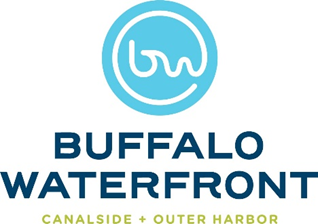 bw
BUFFALO
WATERFRONT
CANALSIDE + OUTER HARBOR